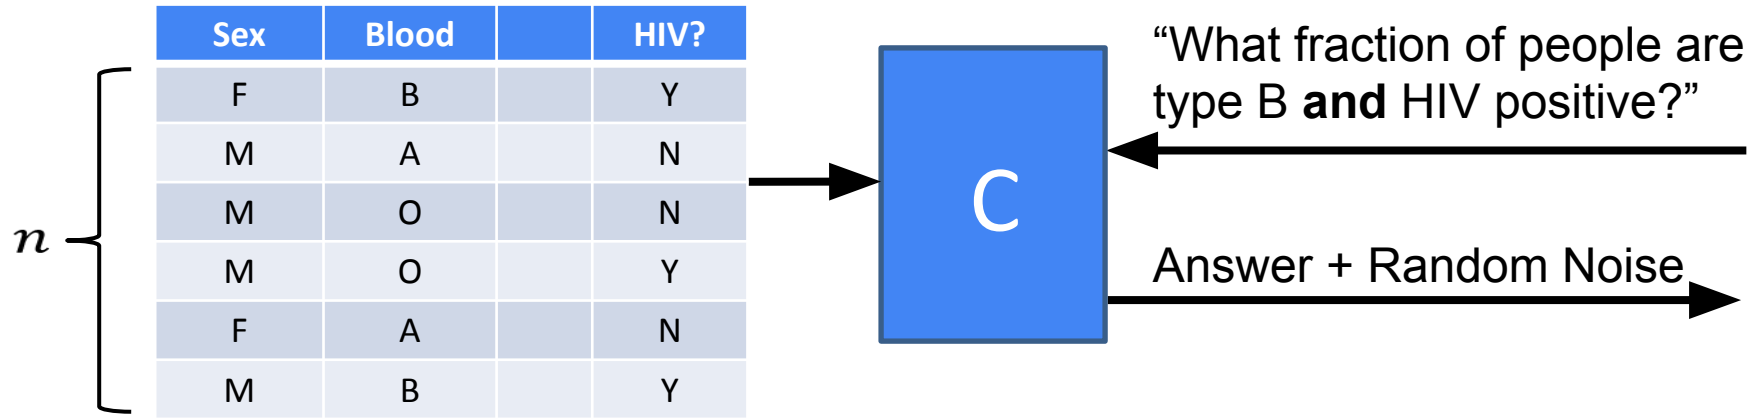 Sex Blood HIV?
F B Y
M A N
M O N
M O Y
F A N
M B Y
n
C
“What fraction of people are
type B and HIV positive?”
Answer + Random Noise